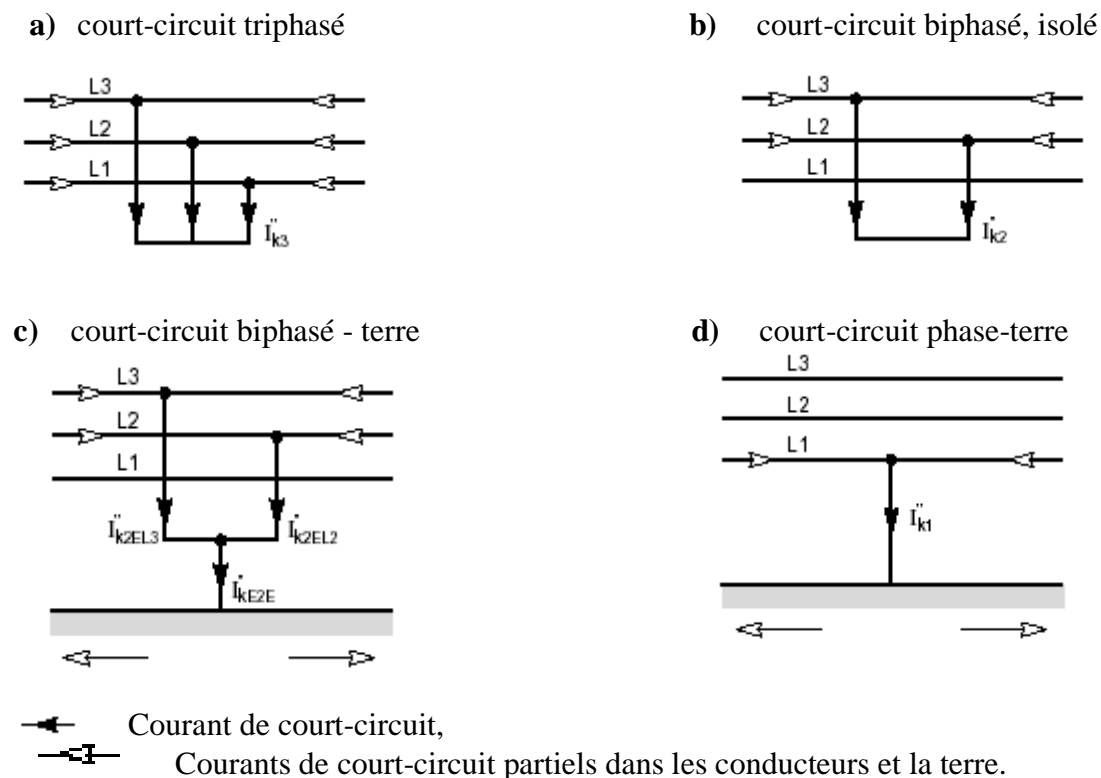 a) court-circuit triphasé
b) court-circuit biphasé, isolé
L3
L2
L1
I"k3
L3
L2
L1
I"k2
c) court-circuit biphasé - terre
d) court-circuit phase-terre
L3
L2
L1
I"k2EL3
I"k2EL2
I"kE2E
L3
L2
L1
I"k1
Courant de court-circuit,
Courants de court-circuit partiels dans les conducteurs et la terre.